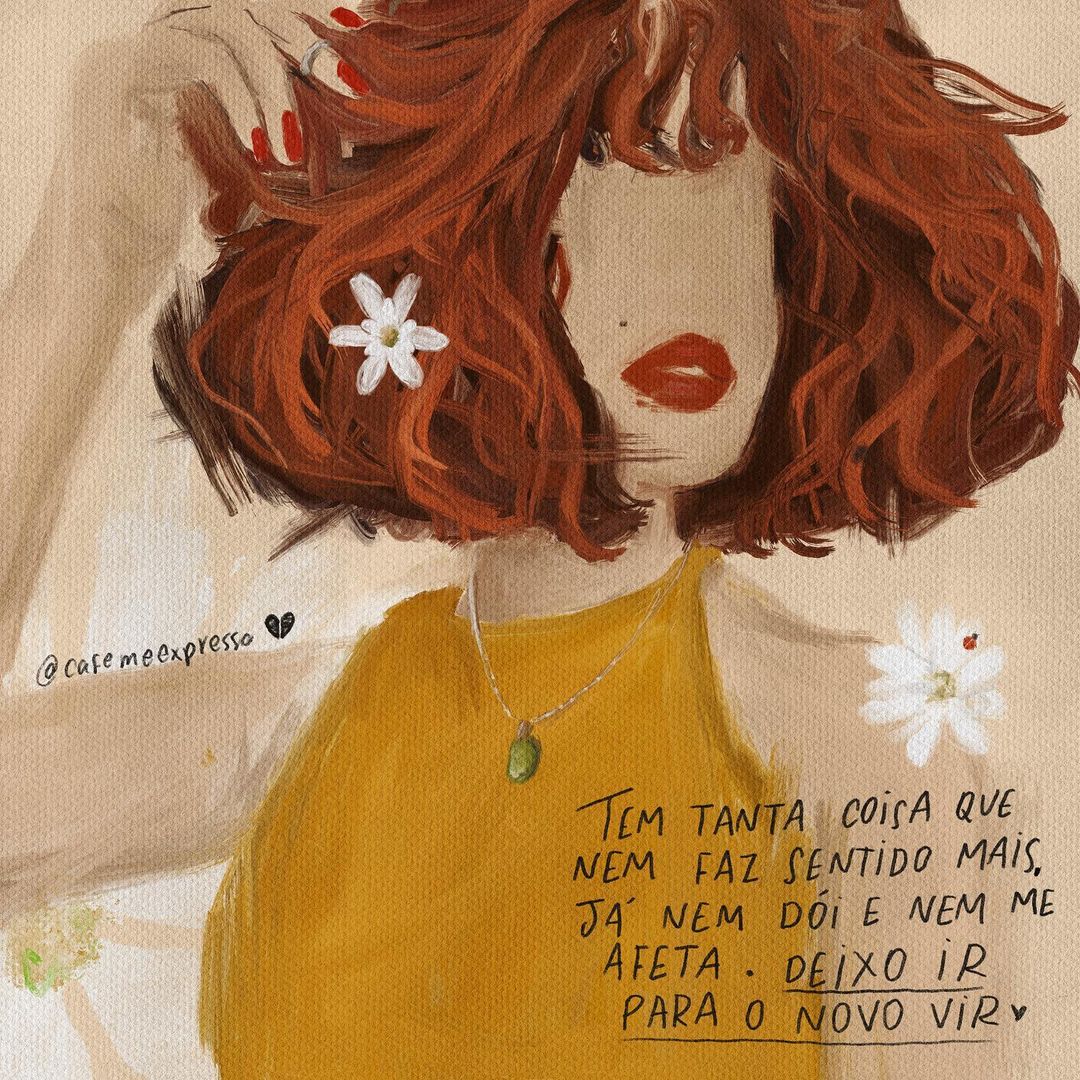 @cafemeexpresso
TEM TANTA COISA QUE
NEM FAZ SENTIDO MAIS,
JÁ NEM DÓI E NEM ME
AFETA. DEIXO IR
PARA O NOVO VIR